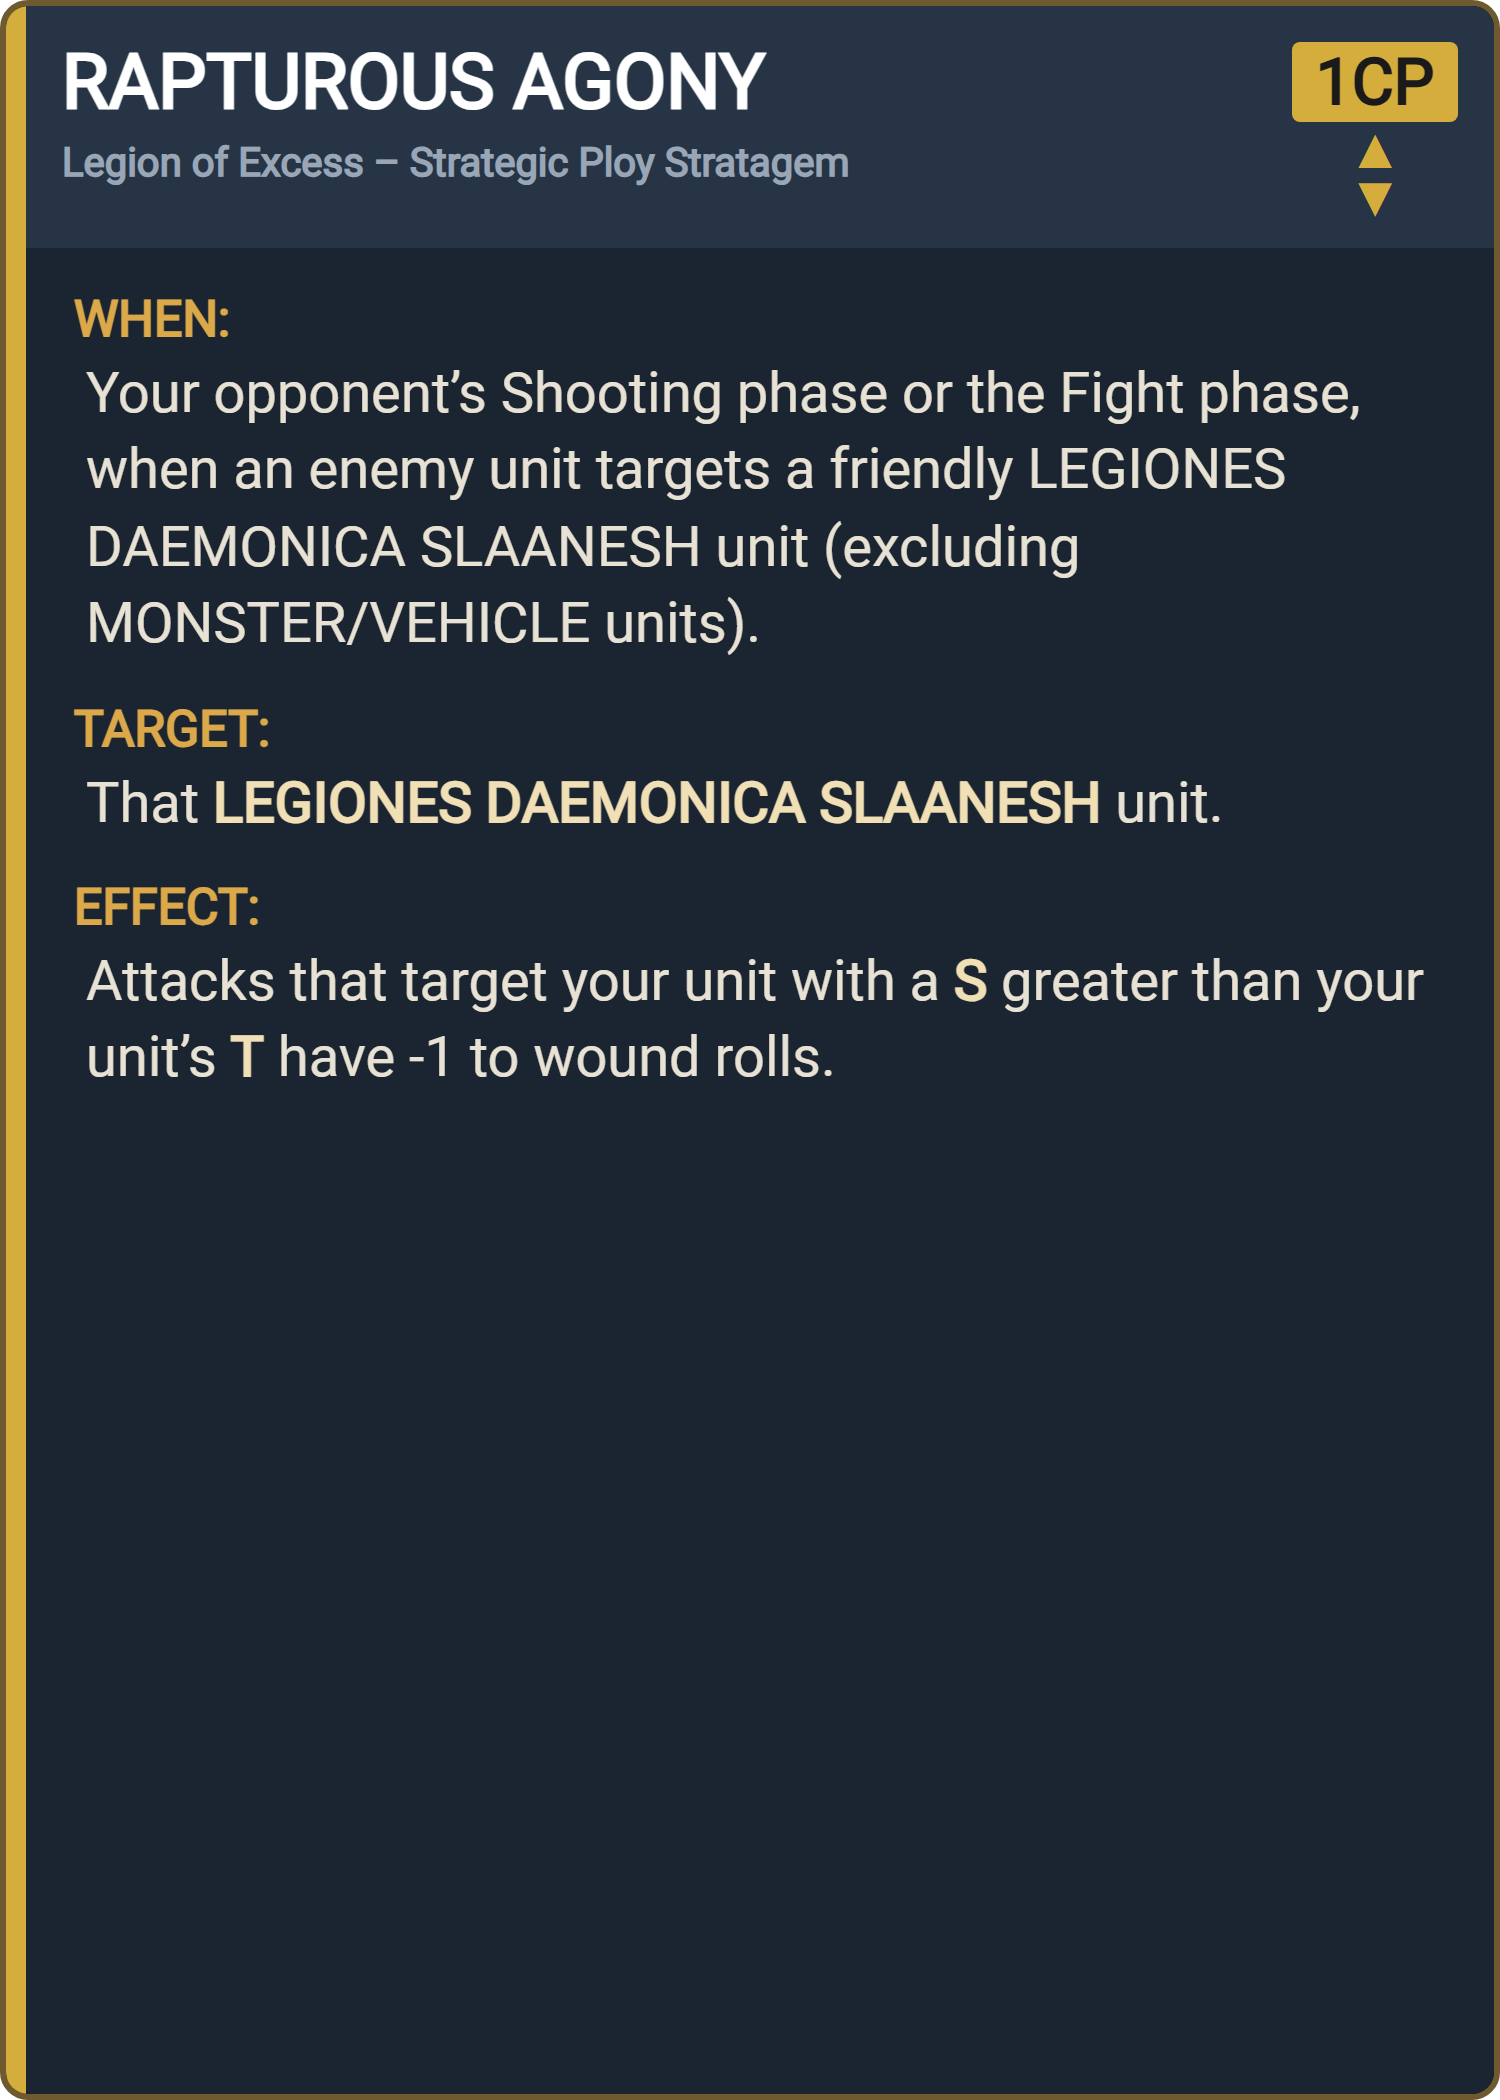 RAPTUROUS AGONY
1CP
Legion of Excess – Strategic Ploy Stratagem
WHEN:
Your opponent’s Shooting phase or the Fight phase,
when an enemy unit targets a friendly LEGIONES
DAEMONICA SLAANESH unit (excluding
MONSTER/VEHICLE units).
TARGET:
That LEGIONES DAEMONICA SLAANESH unit.
EFFECT:
Attacks that target your unit with a S greater than your
unit’s T have -1 to wound rolls.